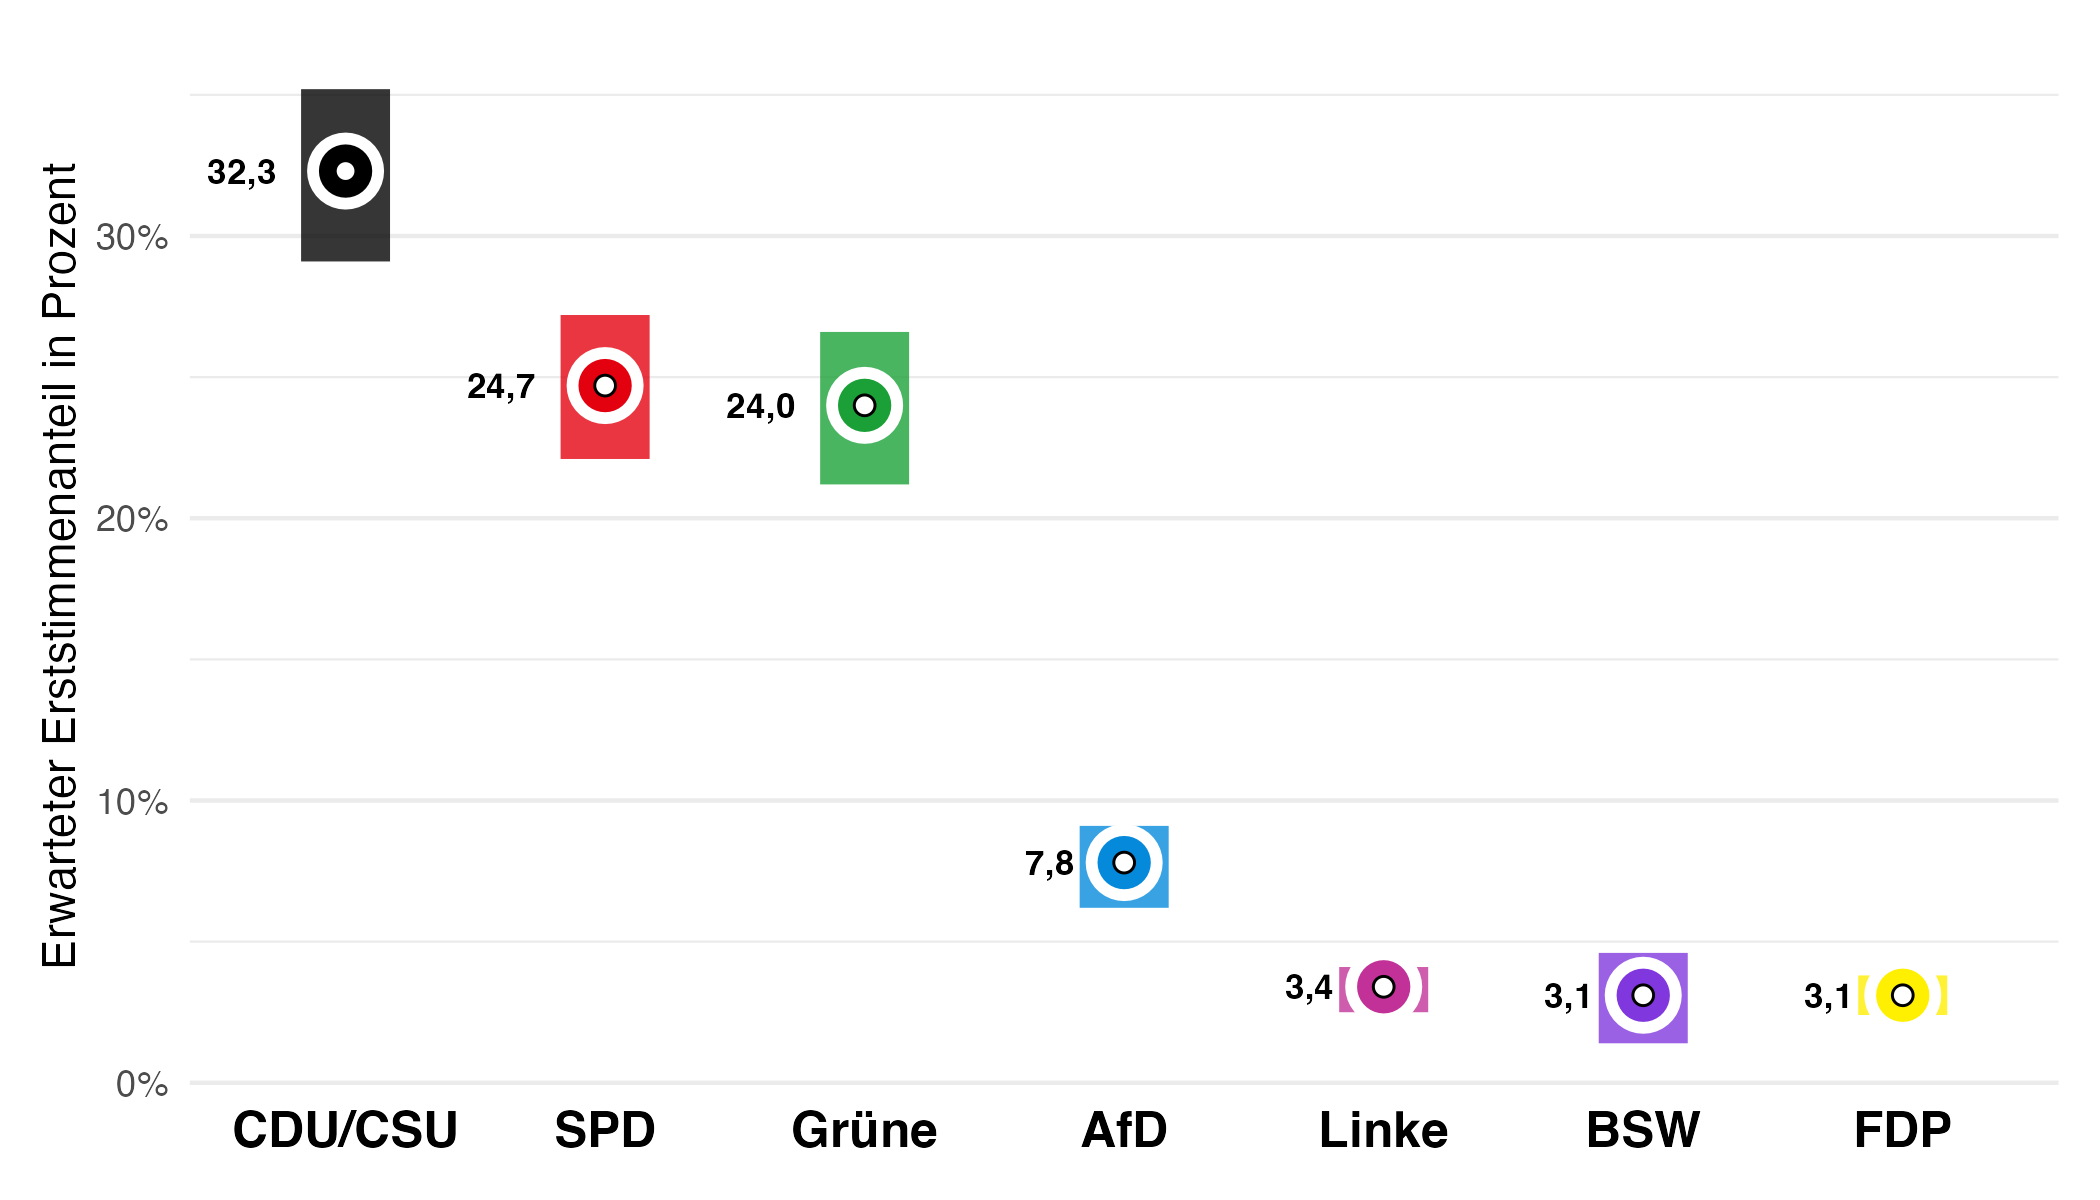 Erwarteter Erststimmenanteil in Prozent
30%
20%
10%
0%
32,3
24,7
24,0
7,8
3,4
3,1
3,1
CDU/CSU
SPD
Grüne
AfD
Linke
BSW
FDP